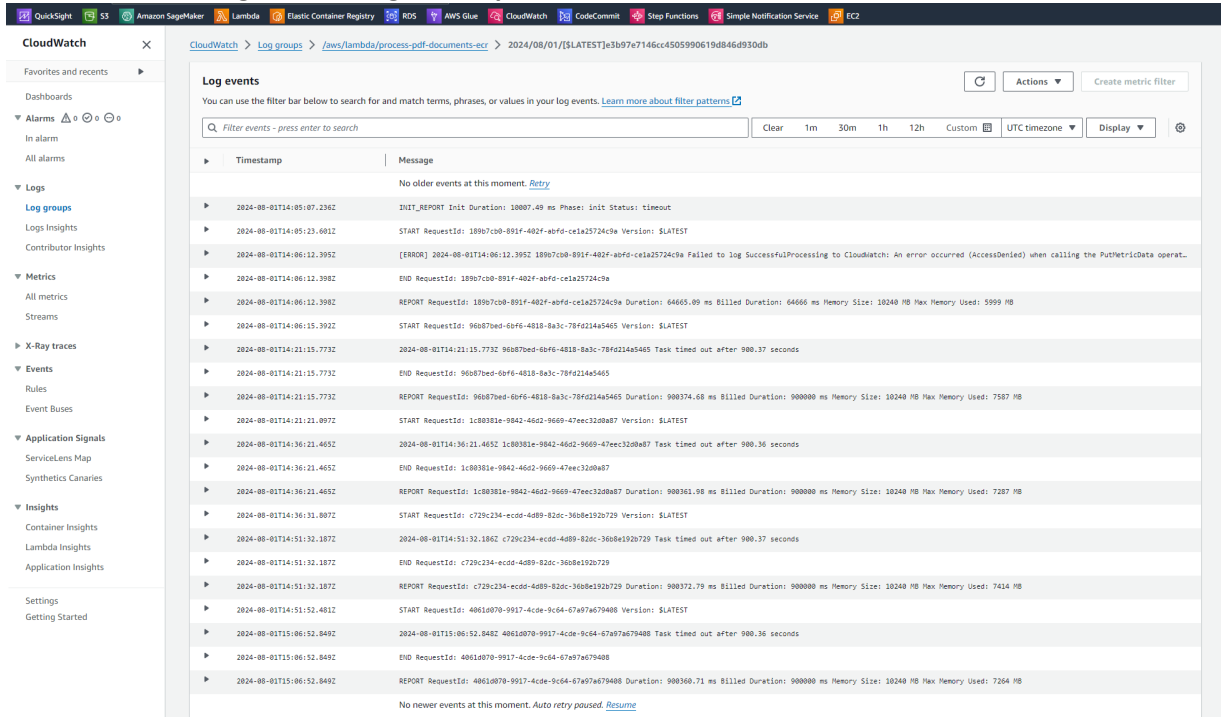 QuickSight S3 Amazon SageMaker Lambda Elastic Container Registry RDS AWS Glue CloudWatch CodeCommit Step Functions Simple Notification Service EC2
CloudWatch
Favorites and recents
Dashboards
Alarms 0 0 0
In alarm
All alarms
Logs
Log groups
Logs Insights
Contributor Insights
Metrics
All metrics
Streams
X-Ray traces
Events
Rules
Event Buses
Application Signals
ServiceLens Map
Synthetics Canaries
Insights
Container Insights
Lambda Insights
Application Insights
Settings
Getting Started
CloudWatch > Log groups > /aws/lambda/process-pdf-documents-ecr > 2024/08/01/[$LATEST]e3b97e7146cc4505990619d846d930db
Log events
Actions Create metric filter
You can use the filter bar below to search for and match terms, phrases, or values in your log events. Learn more about filter patterns
Filter events - press enter to search Clear 1m 30m 1h 12h Custom UTC timezone Display
Timestamp Message
No older events at this moment. Retry
2024-08-01T14:05:07.236Z INIT_REPORT Init Duration: 10007.49 ms Phase: init Status: timeout
2024-08-01T14:05:23.601Z START RequestId: 189b7cb0-891f-402f-abfd-ce1a25724c9a Version: $LATEST
2024-08-01T14:06:12.395Z [ERROR] 2024-08-01T14:06:12.395Z 189b7cb0-891f-402f-abfd-ce1a25724c9a Failed to log SuccessfulProcessing to CloudWatch: An error occurred (AccessDenied) when calling the PutMetricData operat…
2024-08-01T14:06:12.398Z END RequestId: 189b7cb0-891f-402f-abfd-ce1a25724c9a
2024-08-01T14:06:12.398Z REPORT RequestId: 189b7cb0-891f-402f-abfd-ce1a25724c9a Duration: 64665.09 ms Billed Duration: 64666 ms Memory Size: 10240 MB Max Memory Used: 5999 MB
2024-08-01T14:06:15.392Z START RequestId: 96b87bed-6bf6-4818-8a3c-78fd214a5465 Version: $LATEST
2024-08-01T14:21:15.773Z 2024-08-01T14:21:15.773Z 96b87bed-6bf6-4818-8a3c-78fd214a5465 Task timed out after 900.37 seconds
2024-08-01T14:21:15.773Z END RequestId: 96b87bed-6bf6-4818-8a3c-78fd214a5465
2024-08-01T14:21:15.773Z REPORT RequestId: 96b87bed-6bf6-4818-8a3c-78fd214a5465 Duration: 900374.68 ms Billed Duration: 900000 ms Memory Size: 10240 MB Max Memory Used: 7587 MB
2024-08-01T14:21:21.097Z START RequestId: 1c80381e-9842-46d2-9669-47eec32d0a87 Version: $LATEST
2024-08-01T14:36:21.465Z 2024-08-01T14:36:21.465Z 1c80381e-9842-46d2-9669-47eec32d0a87 Task timed out after 900.36 seconds
2024-08-01T14:36:21.465Z END RequestId: 1c80381e-9842-46d2-9669-47eec32d0a87
2024-08-01T14:36:21.465Z REPORT RequestId: 1c80381e-9842-46d2-9669-47eec32d0a87 Duration: 900361.98 ms Billed Duration: 900000 ms Memory Size: 10240 MB Max Memory Used: 7287 MB
2024-08-01T14:36:31.807Z START RequestId: c729c234-ecdd-4d89-82dc-36b8e192b729 Version: $LATEST
2024-08-01T14:51:32.187Z 2024-08-01T14:51:32.186Z c729c234-ecdd-4d89-82dc-36b8e192b729 Task timed out after 900.37 seconds
2024-08-01T14:51:32.187Z END RequestId: c729c234-ecdd-4d89-82dc-36b8e192b729
2024-08-01T14:51:32.187Z REPORT RequestId: c729c234-ecdd-4d89-82dc-36b8e192b729 Duration: 900372.79 ms Billed Duration: 900000 ms Memory Size: 10240 MB Max Memory Used: 7414 MB
2024-08-01T14:51:52.481Z START RequestId: 4061d070-9917-4cde-9c64-67a97a679408 Version: $LATEST
2024-08-01T15:06:52.849Z 2024-08-01T15:06:52.848Z 4061d070-9917-4cde-9c64-67a97a679408 Task timed out after 900.36 seconds
2024-08-01T15:06:52.849Z END RequestId: 4061d070-9917-4cde-9c64-67a97a679408
2024-08-01T15:06:52.849Z REPORT RequestId: 4061d070-9917-4cde-9c64-67a97a679408 Duration: 900360.71 ms Billed Duration: 900000 ms Memory Size: 10240 MB Max Memory Used: 7264 MB
No newer events at this moment. Auto retry paused. Resume